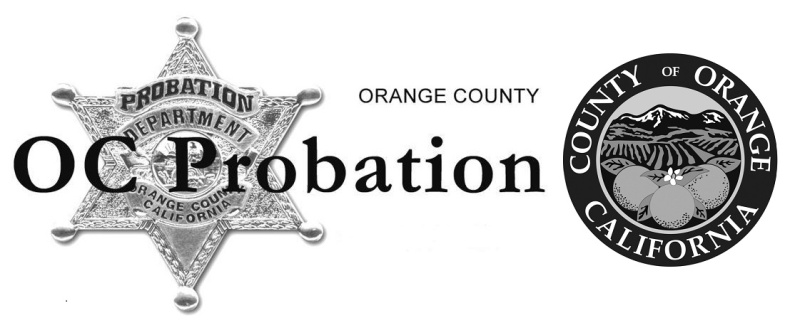 PROBATION
DEPARTMENT
ORANGE COUNTY
CALIFORNIA
ORANGE COUNTY
OC Probation
COUNTY OF ORANGE
CALIFORNIA